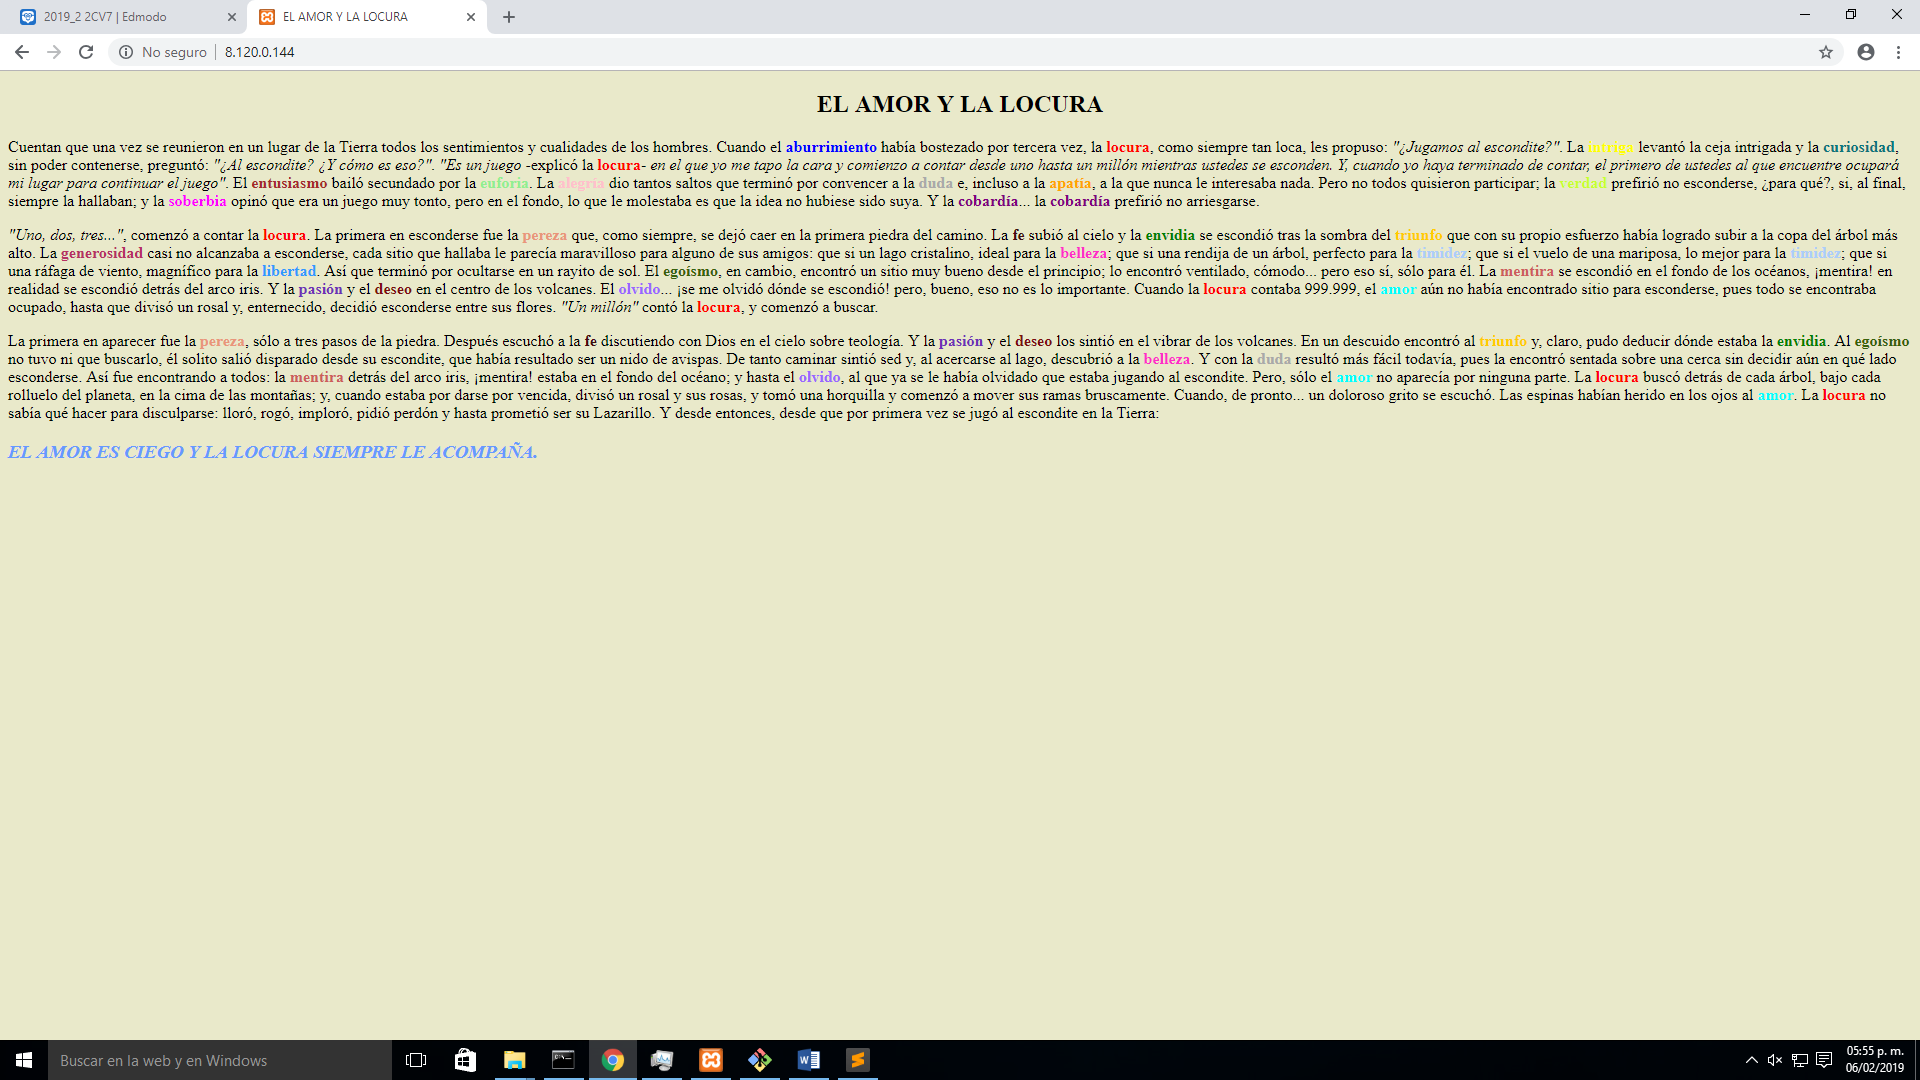 2019_2 2CV7 | Edmodo
EL AMOR Y LA LOCURA
No seguro
8.120.0.144
EL AMOR Y LA LOCURA
Cuentan que una vez se reunieron en un lugar de la Tierra todos los sentimientos y cualidades de los hombres. Cuando el aburrimiento había bostezado por tercera vez, la locura, como siempre tan loca, les propuso: "¿Jugamos al escondite?". La intriga levantó la ceja intrigada y la curiosidad,
sin poder contenerse, preguntó: "¿Al escondite? ¿Y cómo es eso?". "Es un juego -explicó la locura- en el que yo me tapo la cara y comienzo a contar desde uno hasta un millón mientras ustedes se esconden. Y, cuando yo haya terminado de contar, el primero de ustedes al que encuentre ocupará
mi lugar para continuar el juego". El entusiasmo bailó secundado por la euforia. La alegría dio tantos saltos que terminó por convencer a la duda e, incluso a la apatía, a la que nunca le interesaba nada. Pero no todos quisieron participar; la verdad prefirió no esconderse, ¿para qué?, si, al final,
siempre la hallaban; y la soberbia opinó que era un juego muy tonto, pero en el fondo, lo que le molestaba es que la idea no hubiese sido suya. Y la cobardía... la cobardía prefirió no arriesgarse.
"Uno, dos, tres...", comenzó a contar la locura. La primera en esconderse fue la pereza que, como siempre, se dejó caer en la primera piedra del camino. La fe subió al cielo y la envidia se escondió tras la sombra del triunfo que con su propio esfuerzo había logrado subir a la copa del árbol más
alto. La generosidad casi no alcanzaba a esconderse, cada sitio que hallaba le parecía maravilloso para alguno de sus amigos: que si un lago cristalino, ideal para la belleza; que si una rendija de un árbol, perfecto para la timidez; que si el vuelo de una mariposa, lo mejor para la timidez; que si
una ráfaga de viento, magnífico para la libertad. Así que terminó por ocultarse en un rayito de sol. El egoísmo, en cambio, encontró un sitio muy bueno desde el principio; lo encontró ventilado, cómodo... pero eso sí, sólo para él. La mentira se escondió en el fondo de los océanos, ¡mentira! en
realidad se escondió detrás del arco iris. Y la pasión y el deseo en el centro de los volcanes. El olvido... ¡se me olvidó dónde se escondió! pero, bueno, eso no es lo importante. Cuando la locura contaba 999.999, el amor aún no había encontrado sitio para esconderse, pues todo se encontraba
ocupado, hasta que divisó un rosal y, enternecido, decidió esconderse entre sus flores. "Un millón" contó la locura, y comenzó a buscar.
La primera en aparecer fue la pereza, sólo a tres pasos de la piedra. Después escuchó a la fe discutiendo con Dios en el cielo sobre teología. Y la pasión y el deseo los sintió en el vibrar de los volcanes. En un descuido encontró al triunfo y, claro, pudo deducir dónde estaba la envidia. Al egoísmo
no tuvo ni que buscarlo, él solito salió disparado desde su escondite, que había resultado ser un nido de avispas. De tanto caminar sintió sed y, al acercarse al lago, descubrió a la belleza. Y con la duda resultó más fácil todavía, pues la encontró sentada sobre una cerca sin decidir aún en qué lado
esconderse. Así fue encontrando a todos: la mentira detrás del arco iris, ¡mentira! estaba en el fondo del océano; y hasta el olvido, al que ya se le había olvidado que estaba jugando al escondite. Pero, sólo el amor no aparecía por ninguna parte. La locura buscó detrás de cada árbol, bajo cada
rolluelo del planeta, en la cima de las montañas; y, cuando estaba por darse por vencida, divisó un rosal y sus rosas, y tomó una horquilla y comenzó a mover sus ramas bruscamente. Cuando, de pronto... un doloroso grito se escuchó. Las espinas habían herido en los ojos al amor. La locura no
sabía qué hacer para disculparse: lloró, rogó, imploró, pidió perdón y hasta prometió ser su Lazarillo. Y desde entonces, desde que por primera vez se jugó al escondite en la Tierra:
EL AMOR ES CIEGO Y LA LOCURA SIEMPRE LE ACOMPAÑA.
Buscar en la web y en Windows
05:55 p. m.
06/02/2019